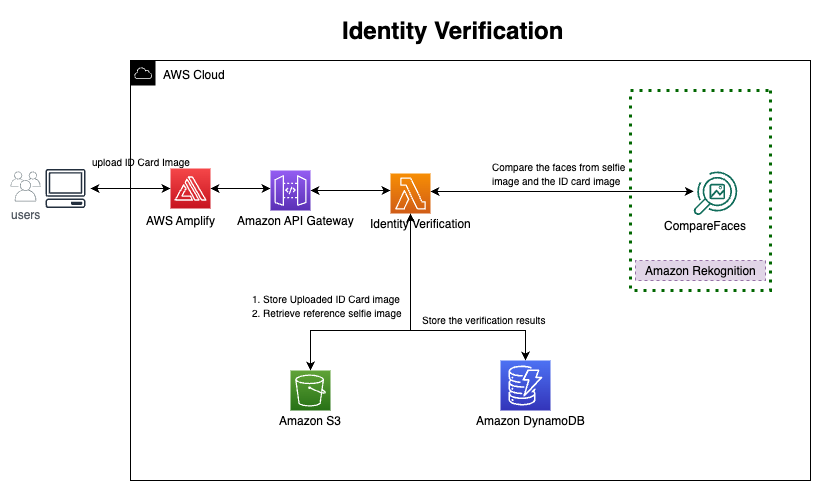 Identity Verification
AWS Cloud
upload ID Card Image
Compare the faces from selfie
image and the ID card image
users
AWS Amplify
Amazon API Gateway
Identity Verification
CompareFaces
Amazon Rekognition
1. Store Uploaded ID Card image
2. Retrieve reference selfie image
Store the verification results
Amazon S3
Amazon DynamoDB